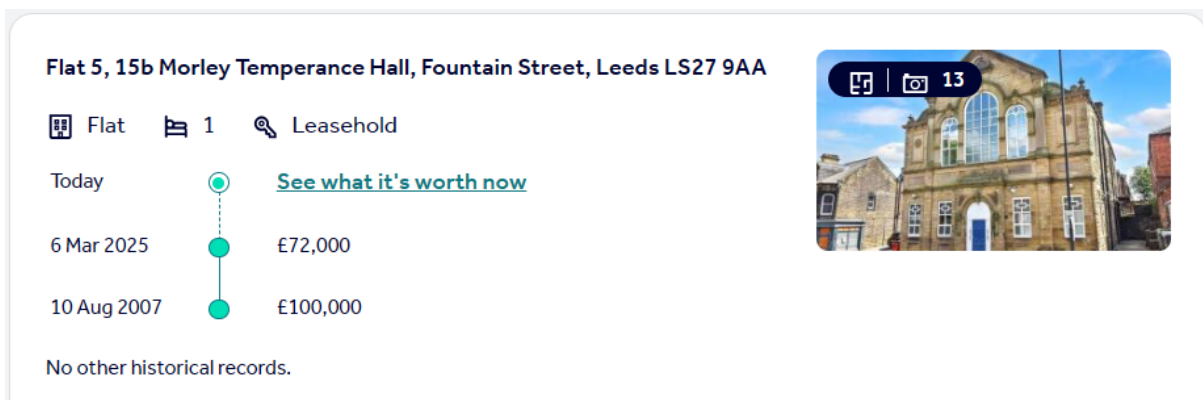 Flat 5, 15b Morley Temperance Hall, Fountain Street, Leeds LS27 9AA
13
Flat 1 Leasehold
Today See what it's worth now
6 Mar 2025 £72,000
10 Aug 2007 £100,000
No other historical records.